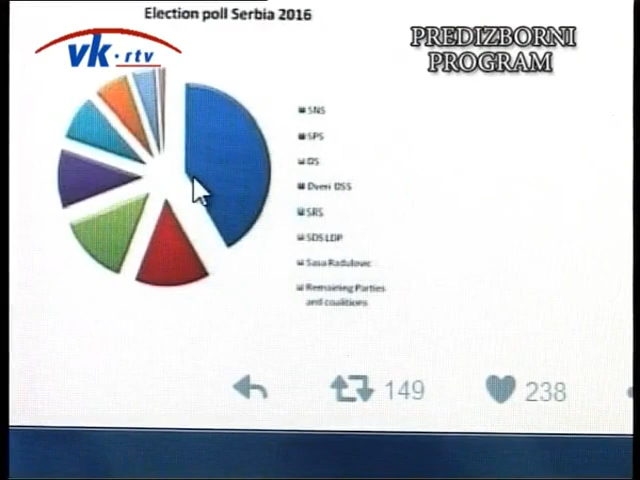 Election poll Serbia 2016
vk·rtv
PREDIZBORNI
PROGRAM
SNS
SPS
DS
Dveri DSS
SRS
SDS LDP
Sasa Radulovic
Remaining Parties
and coalitions
149
238